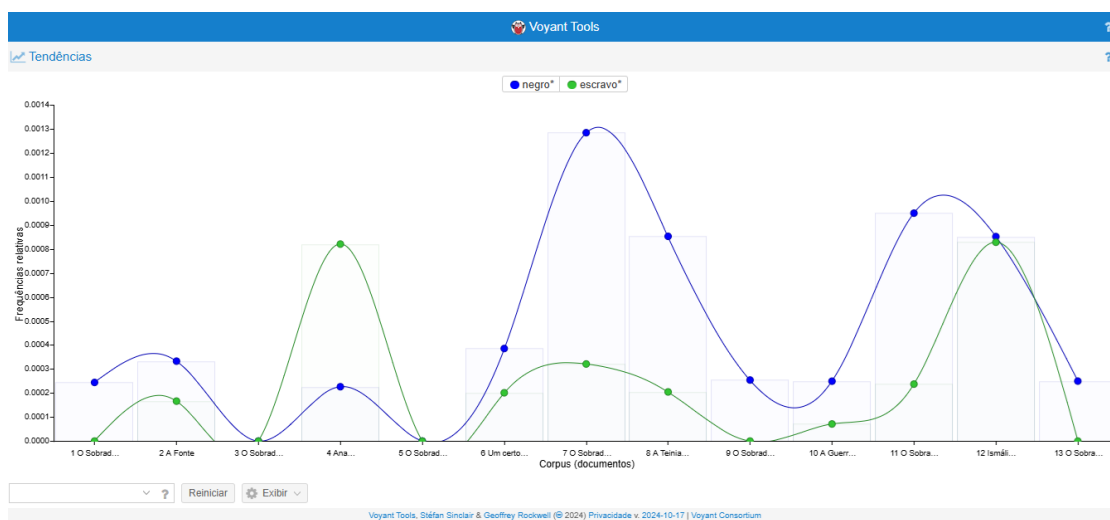 Voyant Tools
?
Tendências
?
negro* escravo*
0.0014
0.0013
0.0012
0.0011
0.0010
0.0009
0.0008
0.0007
0.0006
0.0005
0.0004
0.0003
0.0002
0.0001
0.0000
Frequências relativas
1 O Sobrad... 2 A Fonte 3 O Sobrad... 4 Ana... 5 O Sobrad... 6 Um certo... 7 O Sobrad... 8 A Teinia... 9 O Sobrad... 10 A Guerr... 11 O Sobra... 12 Ismáli... 13 O Sobra...
Corpus (documentos)
? Reiniciar Exibir
Voyant Tools, Stéfan Sinclair & Geoffrey Rockwell (© 2024) Privacidade v. 2024-10-17 | Voyant Consortium